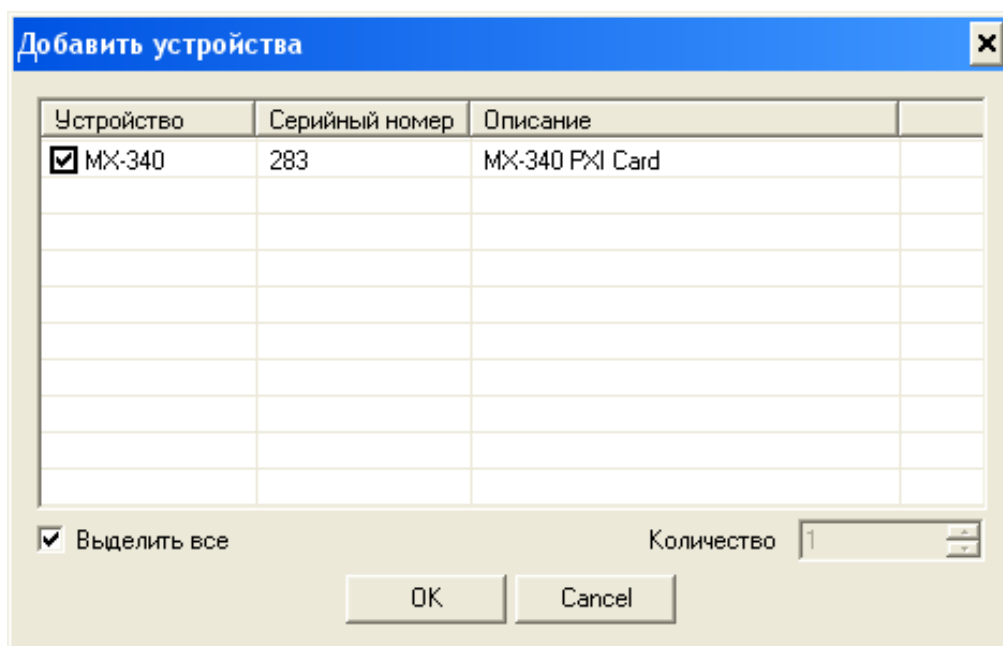 Добавить устройства
Устройство Серийный номер Описание
MX-340 283 MX-340 PXI Card
Выделить все Количество 1
OK Cancel